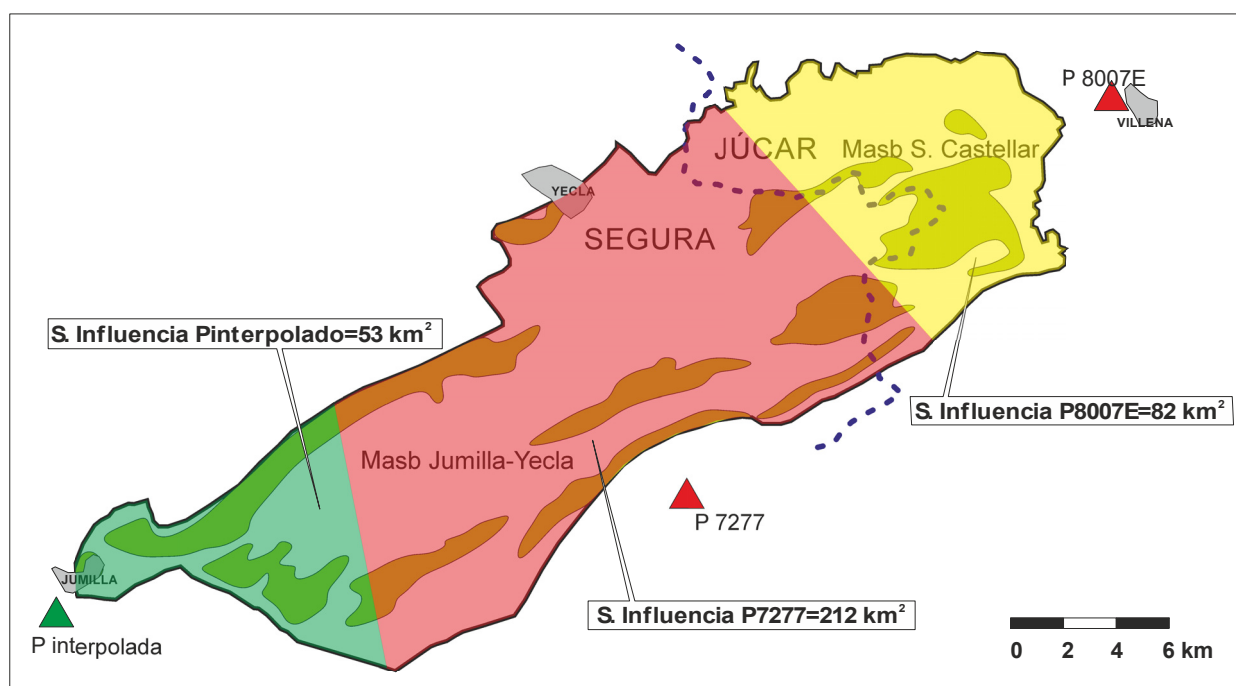 P 8007E
VILLENA
JÚCAR
Masb S. Castellar
YECLA
SEGURA
S. Influencia Pinterpolado=53 km²
S. Influencia P8007E=82 km²
Masb Jumilla-Yecla
P 7277
JUMILLA
S. Influencia P7277=212 km²
P interpolada
0 2 4 6 km